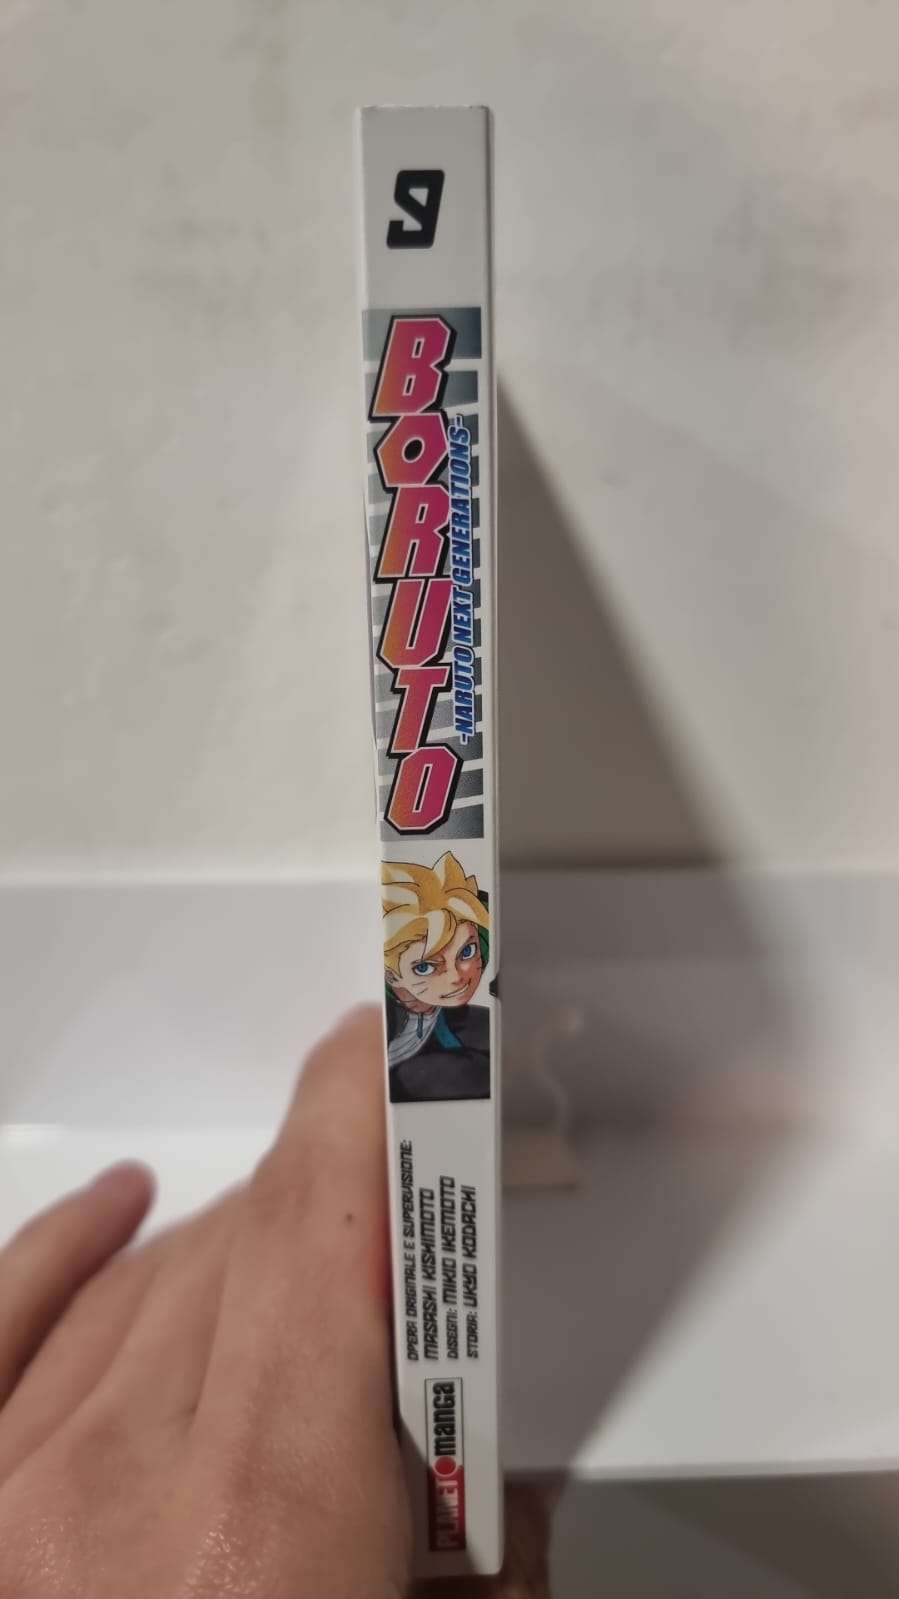 9
BORUTO
-NARUTO NEXT GENERATIONS-
OPERA ORIGINALE E SUPERVISIONE:
MASASHI KISHIMOTO
DISEGNI: MIKIO IKEMOTO
STORIA: UKYO KODACHI
PLANET manga